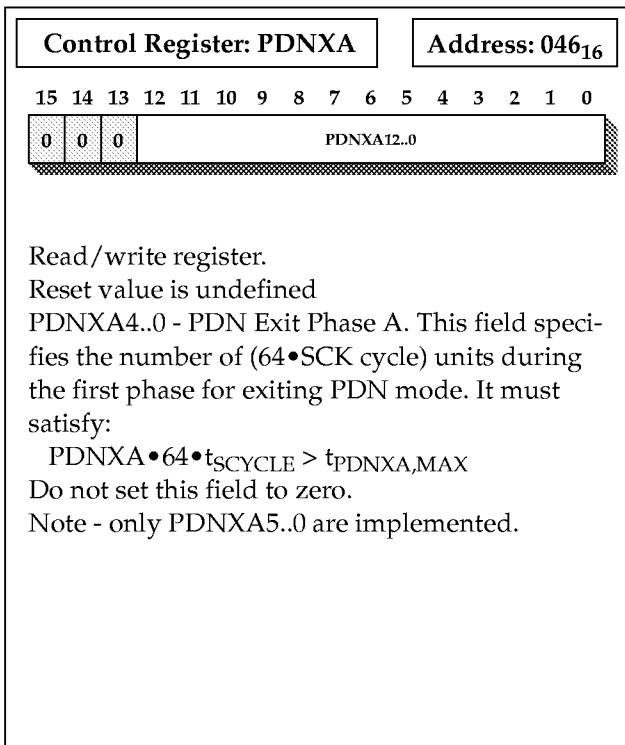 Control Register: PDNXA
Address: 046₁₆
15 14 13 12 11 10 9 8 7 6 5 4 3 2 1 0
0 0 0 PDNXA12..0
Read/write register.
Reset value is undefined
PDNXA4..0 - PDN Exit Phase A. This field speci-
fies the number of (64•SCK cycle) units during
the first phase for exiting PDN mode. It must
satisfy:
PDNXA•64•tSCYCLE > tPDNXA,MAX
Do not set this field to zero.
Note - only PDNXA5..0 are implemented.